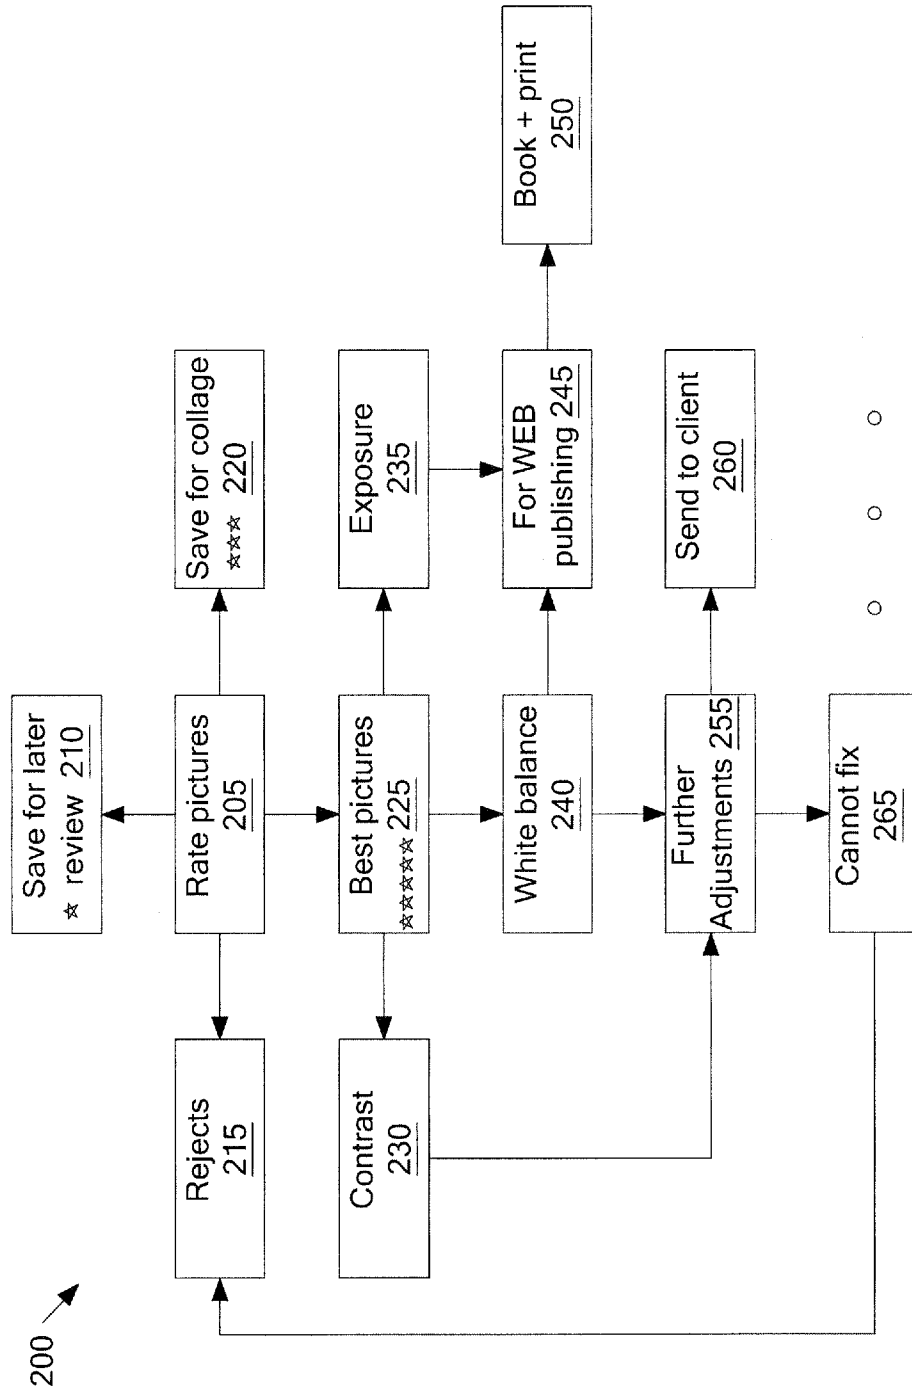 200
Save for later
☆ review 210
Rejects
215
Rate pictures
205
Save for collage
☆☆☆ 220
Contrast
230
Best pictures
☆☆☆☆☆ 225
Exposure
235
White balance
240
For WEB
publishing 245
Book + print
250
Further
Adjustments 255
Send to client
260
Cannot fix
265